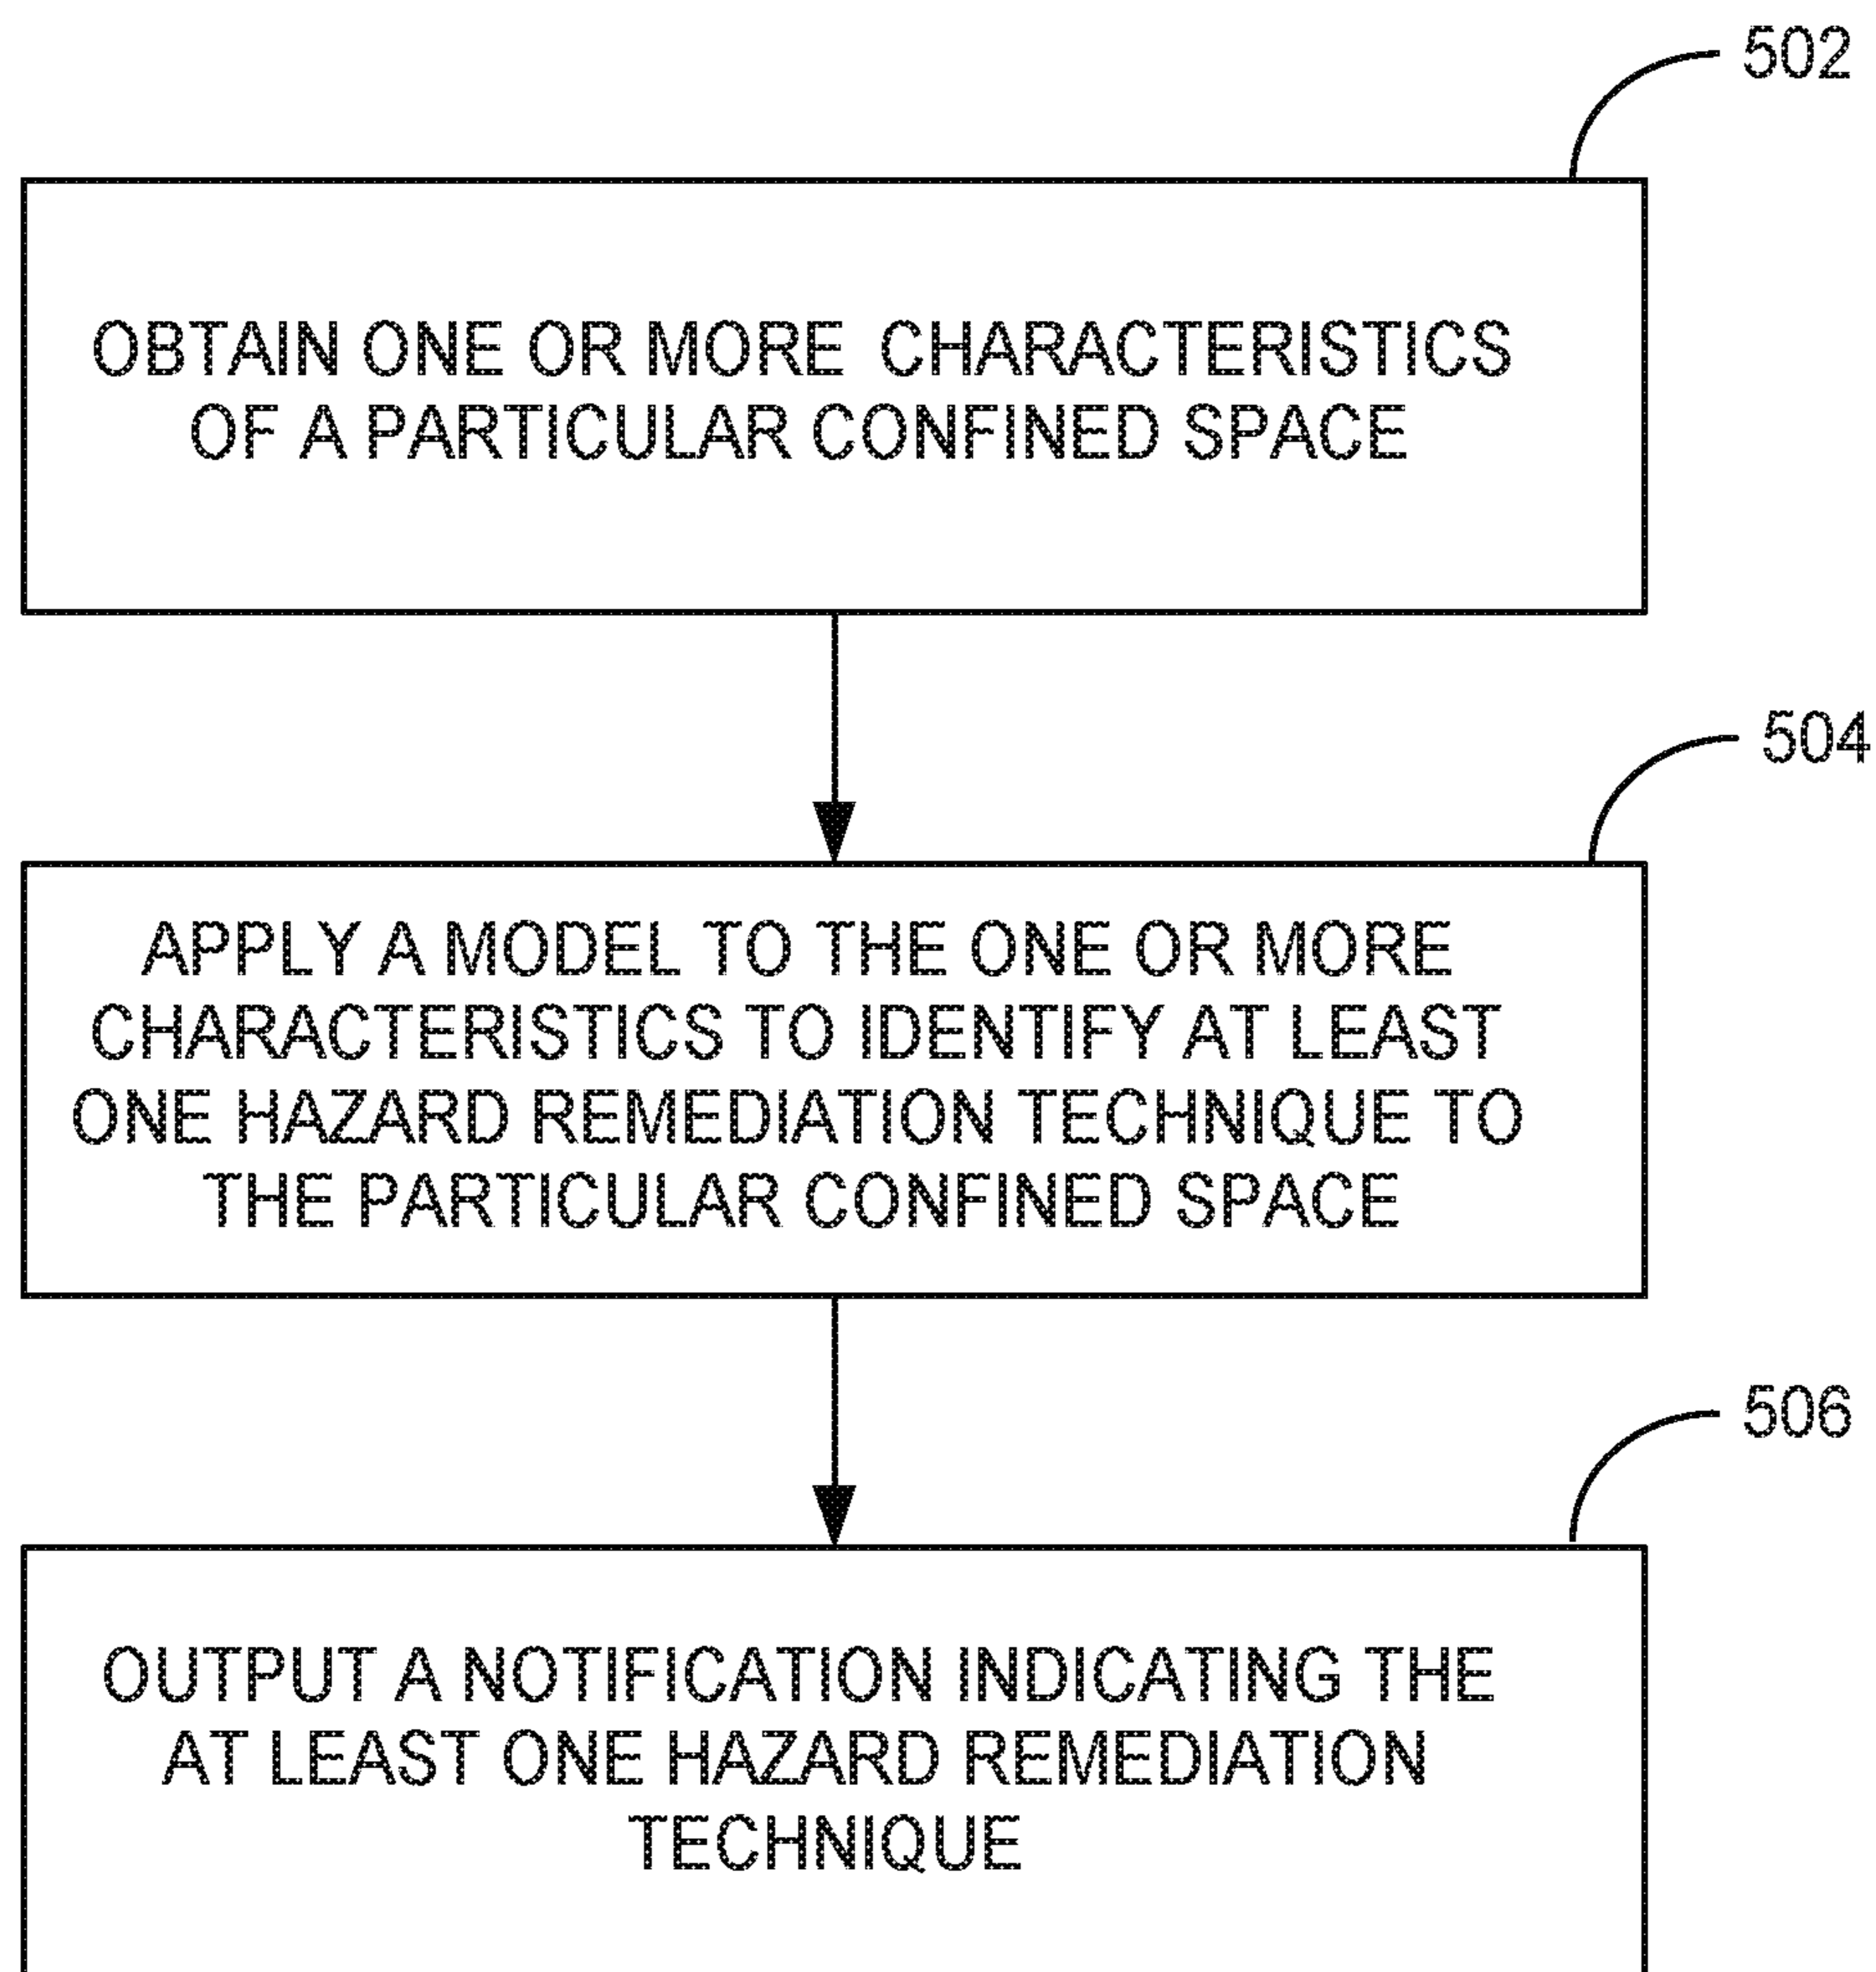 502
OBTAIN ONE OR MORE CHARACTERISTICS
OF A PARTICULAR CONFINED SPACE
504
APPLY A MODEL TO THE ONE OR MORE
CHARACTERISTICS TO IDENTIFY AT LEAST
ONE HAZARD REMEDIATION TECHNIQUE TO
THE PARTICULAR CONFINED SPACE
506
OUTPUT A NOTIFICATION INDICATING THE
AT LEAST ONE HAZARD REMEDIATION
TECHNIQUE